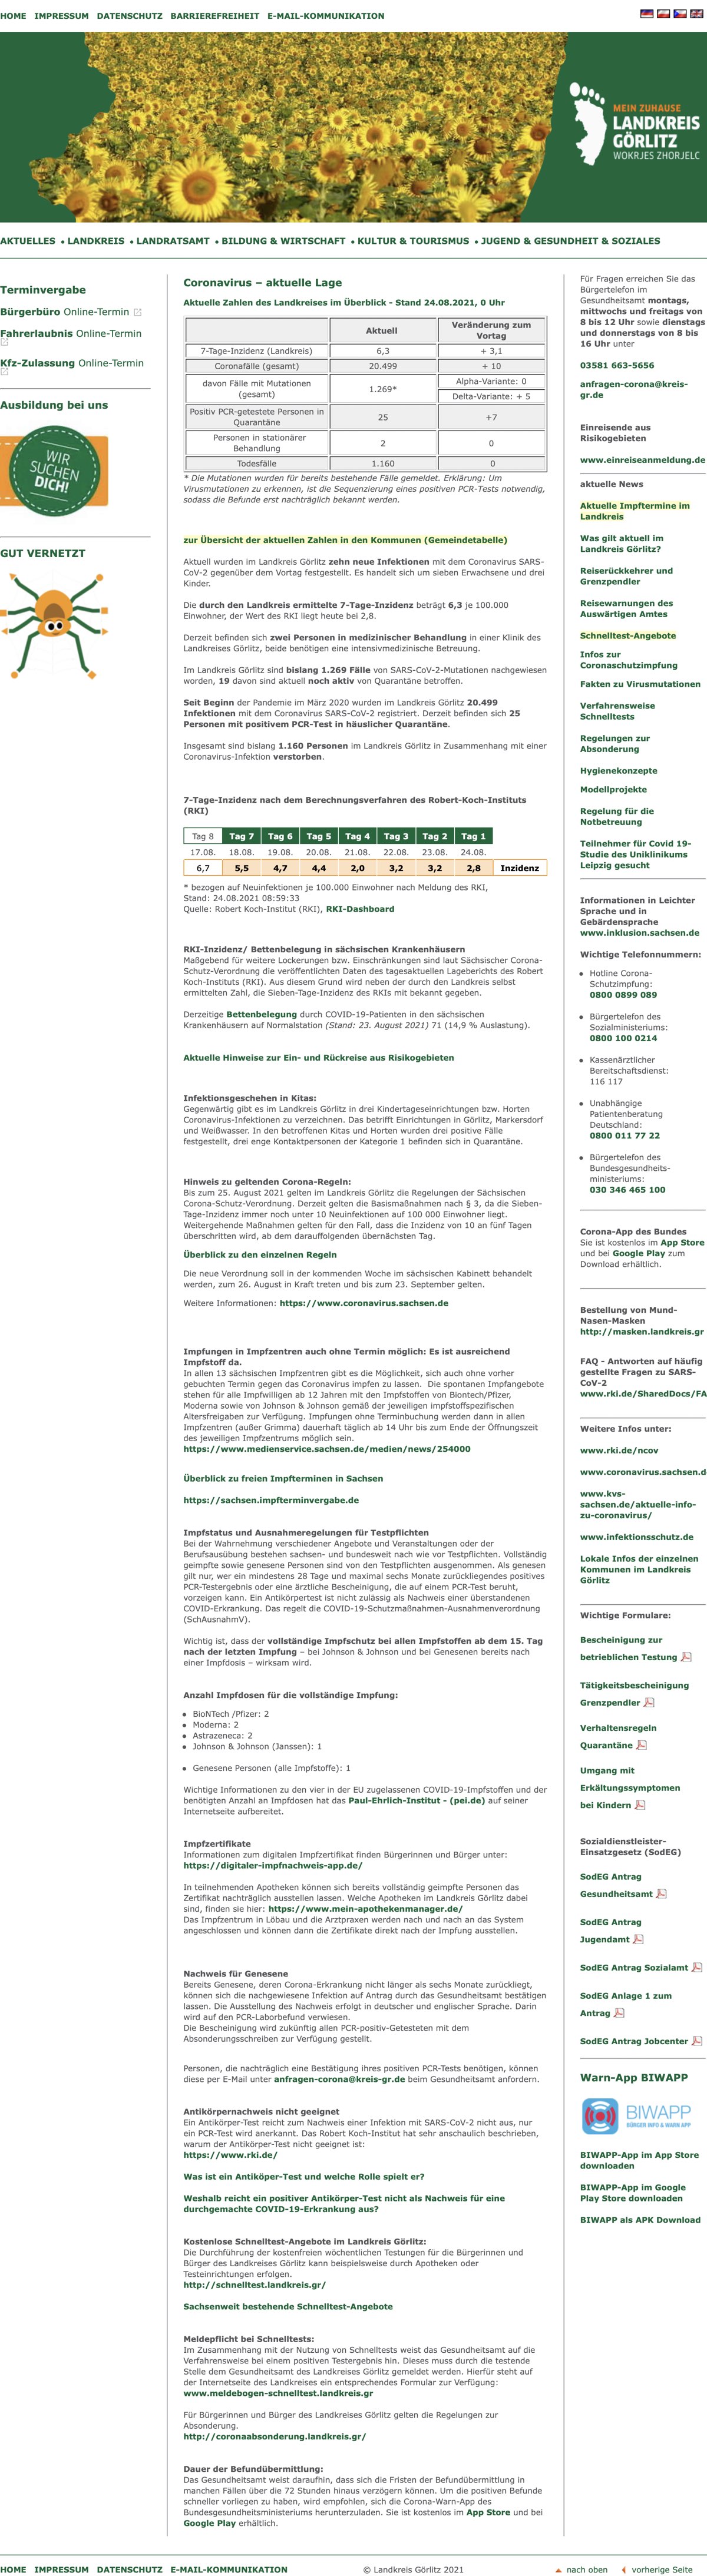 HOME IMPRESSUM DATENSCHUTZ BARRIEREFREIHEIT E-MAIL-KOMMUNIKATION
MEIN ZUHAUSE
LANDKREIS
GÖRLITZ
WOKRJES ZHORJELC
AKTUELLES • LANDKREIS • LANDRATSAMT • BILDUNG & WIRTSCHAFT • KULTUR & TOURISMUS • JUGEND & GESUNDHEIT & SOZIALES
Terminvergabe
Bürgerbüro Online-Termin
Fahrerlaubnis Online-Termin
Kfz-Zulassung Online-Termin
Ausbildung bei uns
WIR
SUCHEN
DICH!
GUT VERNETZT
Coronavirus – aktuelle Lage
Aktuelle Zahlen des Landkreises im Überblick - Stand 24.08.2021, 0 Uhr
Aktuell Veränderung zum
Vortag
7-Tage-Inzidenz (Landkreis) 6,3 + 3,1
Coronafälle (gesamt) 20.499 + 10
davon Fälle mit Mutationen
(gesamt) 1.269* Alpha-Variante: 0
Delta-Variante: + 5
Positiv PCR-getestete Personen in
Quarantäne 25 +7
Personen in stationärer
Behandlung 2 0
Todesfälle 1.160 0
* Die Mutationen wurden für bereits bestehende Fälle gemeldet. Erklärung: Um
Virusmutationen zu erkennen, ist die Sequenzierung eines positiven PCR-Tests notwendig,
sodass die Befunde erst nachträglich bekannt werden.
zur Übersicht der aktuellen Zahlen in den Kommunen (Gemeindetabelle)
Aktuell wurden im Landkreis Görlitz zehn neue Infektionen mit dem Coronavirus SARS-
CoV-2 gegenüber dem Vortag festgestellt. Es handelt sich um sieben Erwachsene und drei
Kinder.
Die durch den Landkreis ermittelte 7-Tage-Inzidenz beträgt 6,3 je 100.000
Einwohner, der Wert des RKI liegt heute bei 2,8.
Derzeit befinden sich zwei Personen in medizinischer Behandlung in einer Klinik des
Landkreises Görlitz, beide benötigen eine intensivmedizinische Betreuung.
Im Landkreis Görlitz sind bislang 1.269 Fälle von SARS-CoV-2-Mutationen nachgewiesen
worden, 19 davon sind aktuell noch aktiv von Quarantäne betroffen.
Seit Beginn der Pandemie im März 2020 wurden im Landkreis Görlitz 20.499
Infektionen mit dem Coronavirus SARS-CoV-2 registriert. Derzeit befinden sich 25
Personen mit positivem PCR-Test in häuslicher Quarantäne.
Insgesamt sind bislang 1.160 Personen im Landkreis Görlitz in Zusammenhang mit einer
Coronavirus-Infektion verstorben.
7-Tage-Inzidenz nach dem Berechnungsverfahren des Robert-Koch-Instituts
(RKI)
Tag 8 Tag 7 Tag 6 Tag 5 Tag 4 Tag 3 Tag 2 Tag 1
17.08. 18.08. 19.08. 20.08. 21.08. 22.08. 23.08. 24.08.
6,7 5,5 4,7 4,4 2,0 3,2 3,2 2,8 Inzidenz
* bezogen auf Neuinfektionen je 100.000 Einwohner nach Meldung des RKI,
Stand: 24.08.2021 08:59:33
Quelle: Robert Koch-Institut (RKI), RKI-Dashboard
RKI-Inzidenz/ Bettenbelegung in sächsischen Krankenhäusern
Maßgebend für weitere Lockerungen bzw. Einschränkungen sind laut Sächsischer Corona-
Schutz-Verordnung die veröffentlichten Daten des tagesaktuellen Lageberichts des Robert
Koch-Instituts (RKI). Aus diesem Grund wird neben der durch den Landkreis selbst
ermittelten Zahl, die Sieben-Tage-Inzidenz des RKIs mit bekannt gegeben.
Derzeitige Bettenbelegung durch COVID-19-Patienten in den sächsischen
Krankenhäusern auf Normalstation (Stand: 23. August 2021) 71 (14,9 % Auslastung).
Aktuelle Hinweise zur Ein- und Rückreise aus Risikogebieten
Infektionsgeschehen in Kitas:
Gegenwärtig gibt es im Landkreis Görlitz in drei Kindertageseinrichtungen bzw. Horten
Coronavirus-Infektionen zu verzeichnen. Das betrifft Einrichtungen in Görlitz, Markersdorf
und Weißwasser. In den betroffenen Kitas und Horten wurden drei positive Fälle
festgestellt, drei enge Kontaktpersonen der Kategorie 1 befinden sich in Quarantäne.
Hinweis zu geltenden Corona-Regeln:
Bis zum 25. August 2021 gelten im Landkreis Görlitz die Regelungen der Sächsischen
Corona-Schutz-Verordnung. Derzeit gelten die Basismaßnahmen nach § 3, da die Sieben-
Tage-Inzidenz immer noch unter 10 Neuinfektionen auf 100 000 Einwohner liegt.
Weitergehende Maßnahmen gelten für den Fall, dass die Inzidenz von 10 an fünf Tagen
überschritten wird, ab dem darauffolgenden übernächsten Tag.
Überblick zu den einzelnen Regeln
Die neue Verordnung soll in der kommenden Woche im sächsischen Kabinett behandelt
werden, zum 26. August in Kraft treten und bis zum 23. September gelten.
Weitere Informationen: https://www.coronavirus.sachsen.de
Impfungen in Impfzentren auch ohne Termin möglich: Es ist ausreichend
Impfstoff da.
In allen 13 sächsischen Impfzentren gibt es die Möglichkeit, sich auch ohne vorher
gebuchten Termin gegen das Coronavirus impfen zu lassen. Die spontanen Impfangebote
stehen für alle Impfwilligen ab 12 Jahren mit den Impfstoffen von Biontech/Pfizer,
Moderna sowie von Johnson & Johnson gemäß der jeweiligen impfstoffspezifischen
Altersfreigaben zur Verfügung. Impfungen ohne Terminbuchung werden dann in allen
Impfzentren (außer Grimma) dauerhaft täglich ab 14 Uhr bis zum Ende der Öffnungszeit
des jeweiligen Impfzentrums möglich sein.
https://www.medienservice.sachsen.de/medien/news/254000
Überblick zu freien Impfterminen in Sachsen
https://sachsen.impfterminvergabe.de
Impfstatus und Ausnahmeregelungen für Testpflichten
Bei der Wahrnehmung verschiedener Angebote und Veranstaltungen oder der
Berufsausübung bestehen sachsen- und bundesweit nach wie vor Testpflichten. Vollständig
geimpfte sowie genesene Personen sind von den Testpflichten ausgenommen. Als genesen
gilt nur, wer ein mindestens 28 Tage und maximal sechs Monate zurückliegendes positives
PCR-Testergebnis oder eine ärztliche Bescheinigung, die auf einem PCR-Test beruht,
vorzeigen kann. Ein Antikörpertest ist nicht zulässig als Nachweis einer überstandenen
COVID-Erkrankung. Das regelt die COVID-19-Schutzmaßnahmen-Ausnahmenverordnung
(SchAusnahmV).
Wichtig ist, dass der vollständige Impfschutz bei allen Impfstoffen ab dem 15. Tag
nach der letzten Impfung – bei Johnson & Johnson und bei Genesenen bereits nach
einer Impfdosis – wirksam wird.
Anzahl Impfdosen für die vollständige Impfung:
• BioNTech /Pfizer: 2
• Moderna: 2
• Astrazeneca: 2
• Johnson & Johnson (Janssen): 1
• Genesene Personen (alle Impfstoffe): 1
Wichtige Informationen zu den vier in der EU zugelassenen COVID-19-Impfstoffen und der
benötigten Anzahl an Impfdosen hat das Paul-Ehrlich-Institut - (pei.de) auf seiner
Internetseite aufbereitet.
Impfzertifikate
Informationen zum digitalen Impfzertifikat finden Bürgerinnen und Bürger unter:
https://digitaler-impfnachweis-app.de/
In teilnehmenden Apotheken können sich bereits vollständig geimpfte Personen das
Zertifikat nachträglich ausstellen lassen. Welche Apotheken im Landkreis Görlitz dabei
sind, finden sie hier: https://www.mein-apothekenmanager.de/
Das Impfzentrum in Löbau und die Arztpraxen werden nach und nach an das System
angeschlossen und können dann die Zertifikate direkt nach der Impfung ausstellen.
Nachweis für Genesene
Bereits Genesene, deren Corona-Erkrankung nicht länger als sechs Monate zurückliegt,
können sich die nachgewiesene Infektion auf Antrag durch das Gesundheitsamt bestätigen
lassen. Die Ausstellung des Nachweis erfolgt in deutscher und englischer Sprache. Darin
wird auf den PCR-Laborbefund verwiesen.
Die Bescheinigung wird zukünftig allen PCR-positiv-Getesteten mit dem
Absonderungsschreiben zur Verfügung gestellt.
Personen, die nachträglich eine Bestätigung ihres positiven PCR-Tests benötigen, können
diese per E-Mail unter anfragen-corona@kreis-gr.de beim Gesundheitsamt anfordern.
Antikörpernachweis nicht geeignet
Ein Antikörper-Test reicht zum Nachweis einer Infektion mit SARS-CoV-2 nicht aus, nur
ein PCR-Test wird anerkannt. Das Robert Koch-Institut hat sehr anschaulich beschrieben,
warum der Antikörper-Test nicht geeignet ist:
https://www.rki.de/
Was ist ein Antiköper-Test und welche Rolle spielt er?
Weshalb reicht ein positiver Antikörper-Test nicht als Nachweis für eine
durchgemachte COVID-19-Erkrankung aus?
Kostenlose Schnelltest-Angebote im Landkreis Görlitz:
Die Durchführung der kostenfreien wöchentlichen Testungen für die Bürgerinnen und
Bürger des Landkreises Görlitz kann beispielsweise durch Apotheken oder
Testeinrichtungen erfolgen.
http://schnelltest.landkreis.gr/
Sachsenweit bestehende Schnelltest-Angebote
Meldepflicht bei Schnelltests:
Im Zusammenhang mit der Nutzung von Schnelltests weist das Gesundheitsamt auf die
Verfahrensweise bei einem positiven Testergebnis hin. Dieses muss durch die testende
Stelle dem Gesundheitsamt des Landkreises Görlitz gemeldet werden. Hierfür steht auf
der Internetseite des Landkreises ein entsprechendes Formular zur Verfügung:
www.meldebogen-schnelltest.landkreis.gr
Für Bürgerinnen und Bürger des Landkreises Görlitz gelten die Regelungen zur
Absonderung.
http://coronaabsonderung.landkreis.gr/
Dauer der Befundübermittlung:
Das Gesundheitsamt weist daraufhin, dass sich die Fristen der Befundübermittlung in
manchen Fällen über die 72 Stunden hinaus verzögern können. Um die positiven Befunde
schneller vorliegen zu haben, wird empfohlen, sich die Corona-Warn-App des
Bundesgesundheitsministeriums herunterzuladen. Sie ist kostenlos im App Store und bei
Google Play erhältlich.
Für Fragen erreichen Sie das
Bürgertelefon im
Gesundheitsamt montags,
mittwochs und freitags von
8 bis 12 Uhr sowie dienstags
und donnerstags von 8 bis
16 Uhr unter
03581 663-5656
anfragen-corona@kreis-
gr.de
Einreisende aus
Risikogebieten
www.einreiseanmeldung.de
aktuelle News
Aktuelle Impftermine im
Landkreis
Was gilt aktuell im
Landkreis Görlitz?
Reiserückkehrer und
Grenzpendler
Reisewarnungen des
Auswärtigen Amtes
Schnelltest-Angebote
Infos zur
Coronaschutzimpfung
Fakten zu Virusmutationen
Verfahrensweise
Schnelltests
Regelungen zur
Absonderung
Hygienekonzepte
Modellprojekte
Regelung für die
Notbetreuung
Teilnehmer für Covid 19-
Studie des Uniklinikums
Leipzig gesucht
Informationen in Leichter
Sprache und in
Gebärdensprache
www.inklusion.sachsen.de
Wichtige Telefonnummern:
• Hotline Corona-
Schutzimpfung:
0800 0899 089
• Bürgertelefon des
Sozialministeriums:
0800 100 0214
• Kassenärztlicher
Bereitschaftsdienst:
116 117
• Unabhängige
Patientenberatung
Deutschland:
0800 011 77 22
• Bürgertelefon des
Bundesgesundheits-
ministeriums:
030 346 465 100
Corona-App des Bundes
Sie ist kostenlos im App Store
und bei Google Play zum
Download erhältlich.
Bestellung von Mund-
Nasen-Masken
http://masken.landkreis.gr
FAQ - Antworten auf häufig
gestellte Fragen zu SARS-
CoV-2
www.rki.de/SharedDocs/FA
Weitere Infos unter:
www.rki.de/ncov
www.coronavirus.sachsen.d
www.kvs-
sachsen.de/aktuelle-info-
zu-coronavirus/
www.infektionsschutz.de
Lokale Infos der einzelnen
Kommunen im Landkreis
Görlitz
Wichtige Formulare:
Bescheinigung zur
betrieblichen Testung
Tätigkeitsbescheinigung
Grenzpendler
Verhaltensregeln
Quarantäne
Umgang mit
Erkältungssymptomen
bei Kindern
Sozialdienstleister-
Einsatzgesetz (SodEG)
SodEG Antrag
Gesundheitsamt
SodEG Antrag
Jugendamt
SodEG Antrag Sozialamt
SodEG Anlage 1 zum
Antrag
SodEG Antrag Jobcenter
Warn-App BIWAPP
BIWAPP
BÜRGER INFO & WARN APP
BIWAPP-App im App Store
downloaden
BIWAPP-App im Google
Play Store downloaden
BIWAPP als APK Download
HOME IMPRESSUM DATENSCHUTZ E-MAIL-KOMMUNIKATION © Landkreis Görlitz 2021 nach oben vorherige Seite